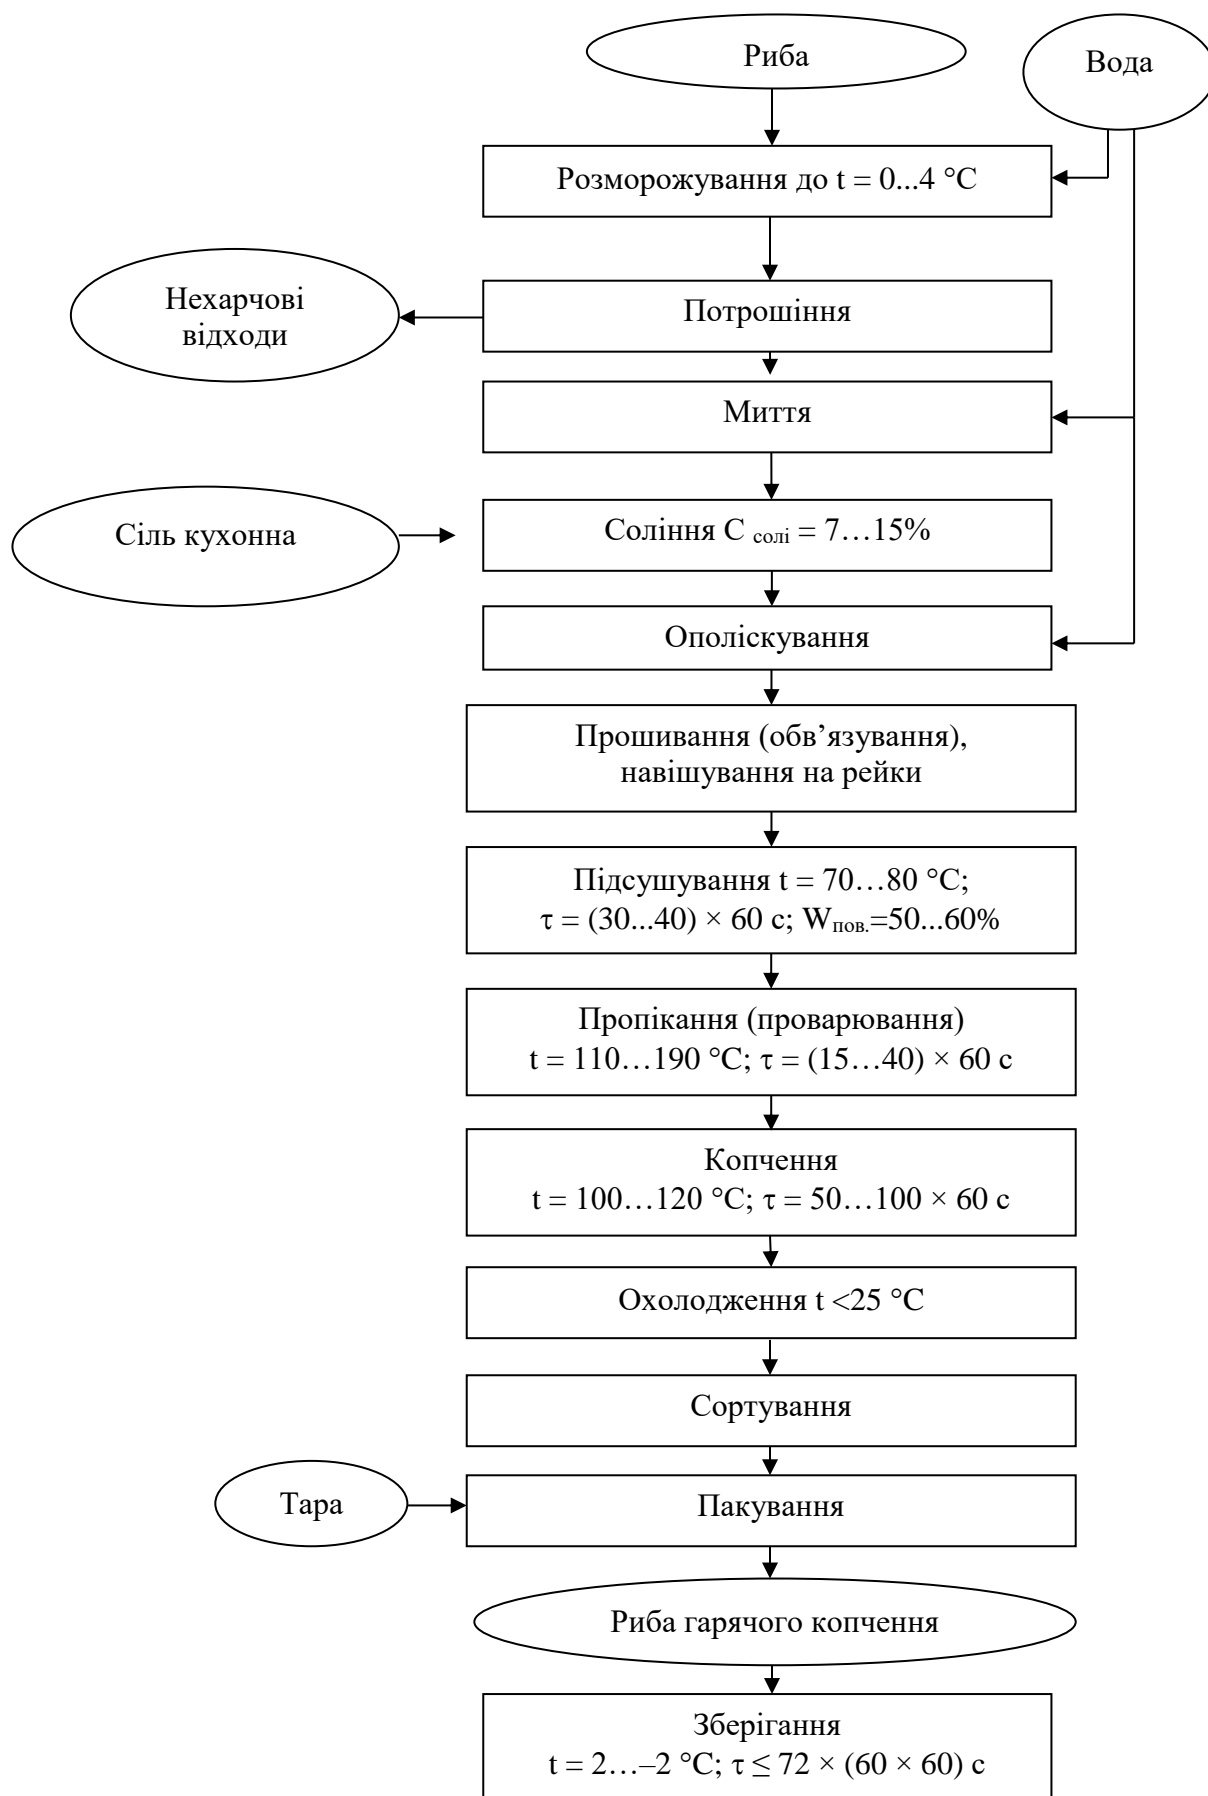 Риба
Вода
Розморожування до t = 0...4 °С
Нехарчові
відходи
Потрошіння
Миття
Сіль кухонна
Соління С солі = 7…15%
Ополіскування
Прошивання (обв’язування),
навішування на рейки
Підсушування t = 70…80 °С;
τ = (30...40) × 60 с; Wпов.=50...60%
Пропікання (проварювання)
t = 110…190 °С; τ = (15…40) × 60 с
Копчення
t = 100…120 °С; τ = 50…100 × 60 с
Охолодження t <25 °С
Сортування
Тара
Пакування
Риба гарячого копчення
Зберігання
t = 2…–2 °С; τ ≤ 72 × (60 × 60) с